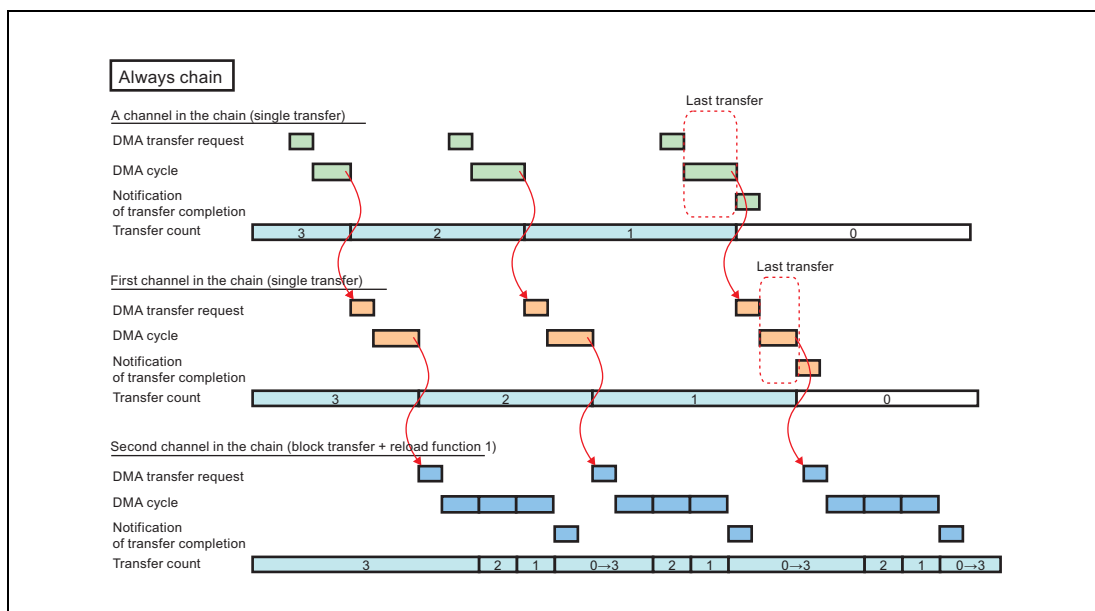 Always chain
Last transfer
A channel in the chain (single transfer)
DMA transfer request
DMA cycle
Notification
of transfer completion
Transfer count
3
2
1
0
Last transfer
First channel in the chain (single transfer)
DMA transfer request
DMA cycle
Notification
of transfer completion
Transfer count
3
2
1
0
Second channel in the chain (block transfer + reload function 1)
DMA transfer request
DMA cycle
Notification
of transfer completion
Transfer count
3
2
1
0→3
2
1
0→3
2
1
0→3